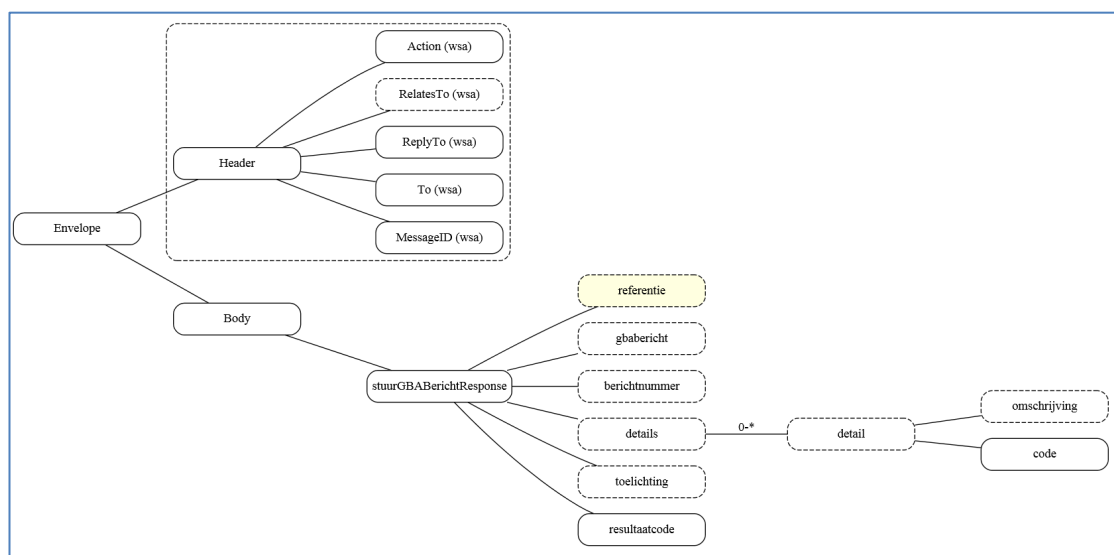 Action (wsa)
RelatesTo (wsa)
ReplyTo (wsa)
Header
To (wsa)
MessageID (wsa)
Envelope
referentie
Body
gbabericht
stuurGBABerichtResponse
berichtnummer
omschrijving
details
0-*
detail
code
toelichting
resultaatcode